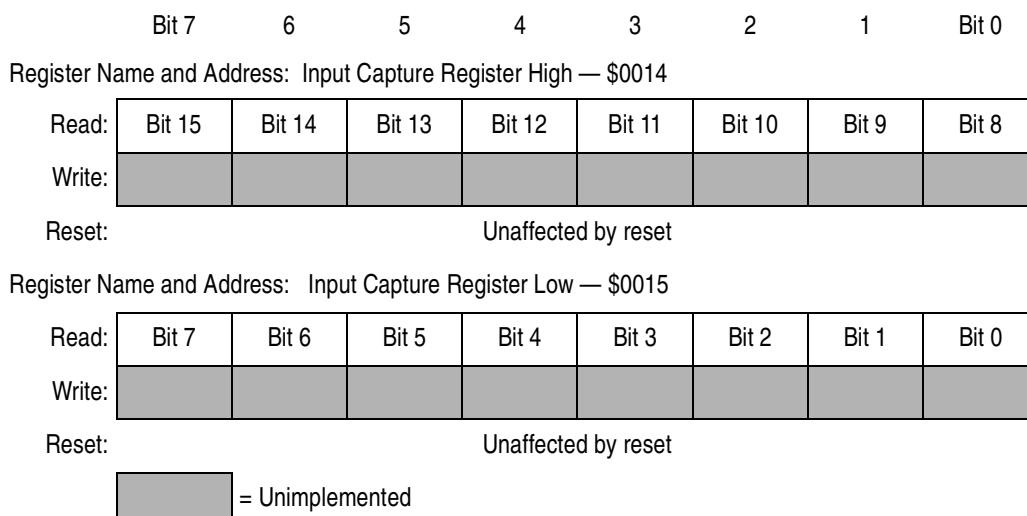 Bit 7 6 5 4 3 2 1 Bit 0
Register Name and Address: Input Capture Register High — $0014
Read: Bit 15 Bit 14 Bit 13 Bit 12 Bit 11 Bit 10 Bit 9 Bit 8
Write:
Reset: Unaffected by reset
Register Name and Address: Input Capture Register Low — $0015
Read: Bit 7 Bit 6 Bit 5 Bit 4 Bit 3 Bit 2 Bit 1 Bit 0
Write:
Reset: Unaffected by reset
= Unimplemented